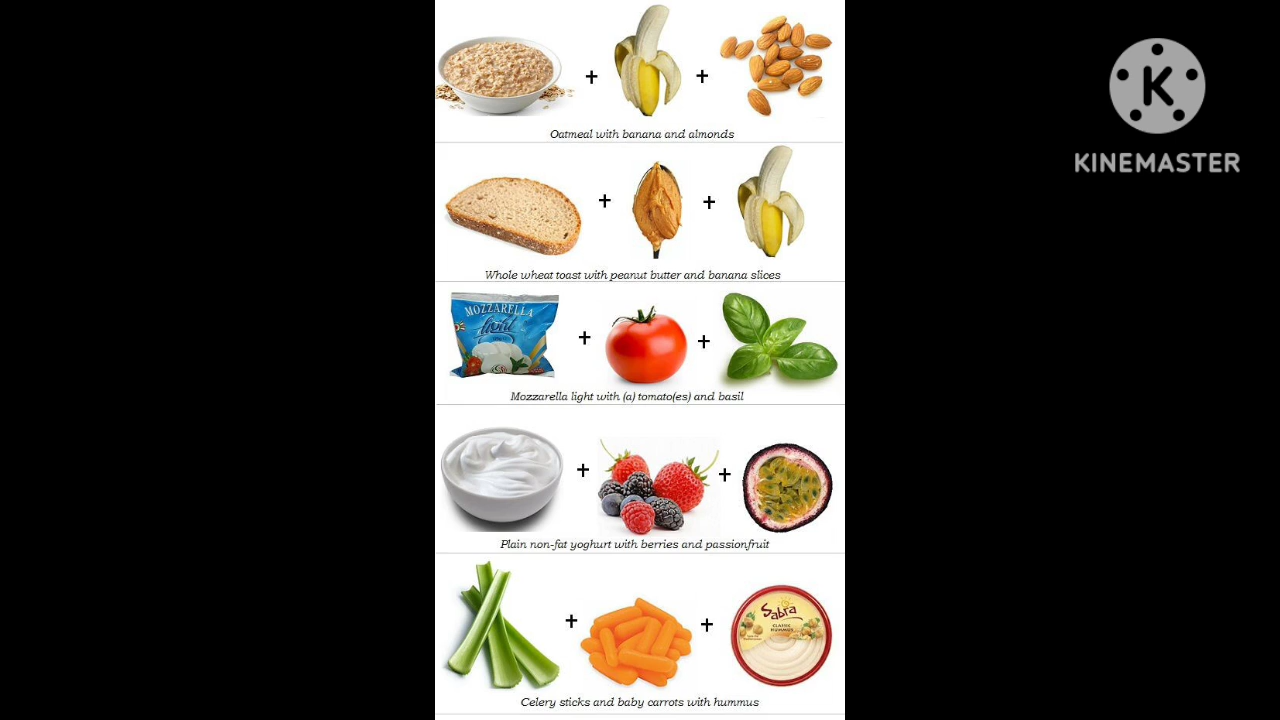 KINEMASTER
+ +
Oatmeal with banana and almonds
+ +
Whole wheat toast with peanut butter and banana slices
MOZZARELLA
light
+ +
Mozzarella light with (a) tomato(es) and basil
+ +
Plain non-fat yoghurt with berries and passionfruit
+ +
Sabra
CLASSIC
HUMMUS
Celery sticks and baby carrots with hummus